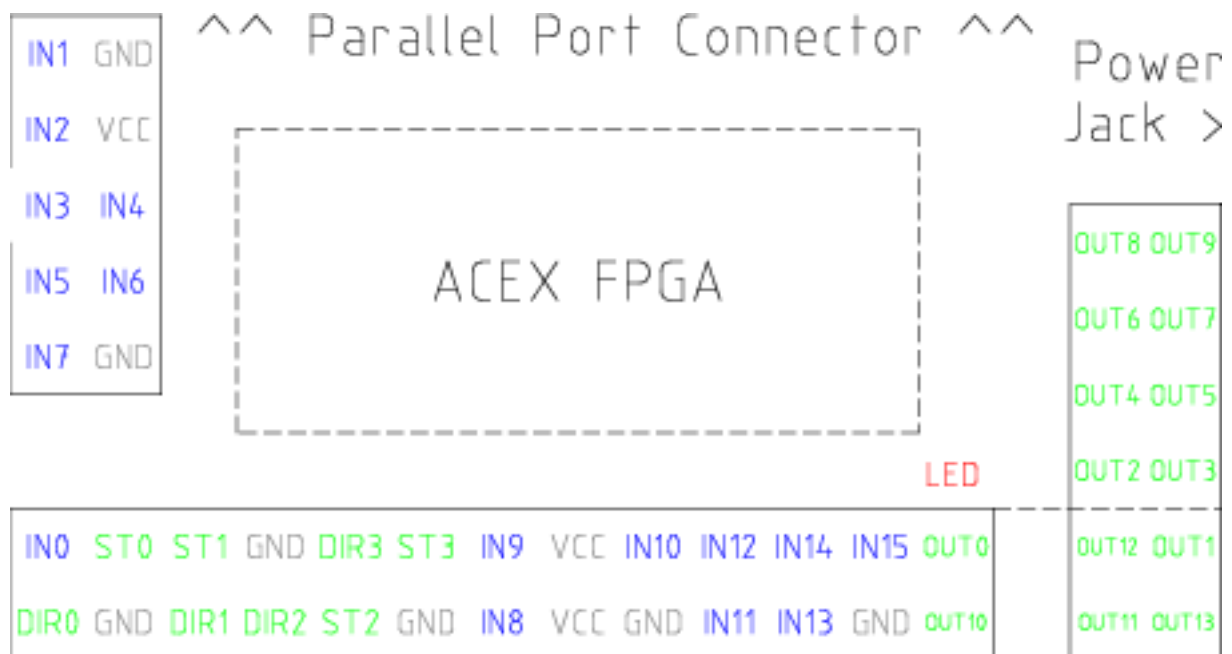 ^^ Parallel Port Connector ^^
Power
Jack >
IN1 GND
IN2 VCC
IN3 IN4
IN5 IN6
IN7 GND
ACEX FPGA
OUT8 OUT9
OUT6 OUT7
OUT4 OUT5
OUT2 OUT3
OUT12 OUT1
OUT11 OUT13
LED
IN0 ST0 ST1 GND DIR3 ST3 IN9 VCC IN10 IN12 IN14 IN15 OUT0
DIR0 GND DIR1 DIR2 ST2 GND IN8 VCC GND IN11 IN13 GND OUT10